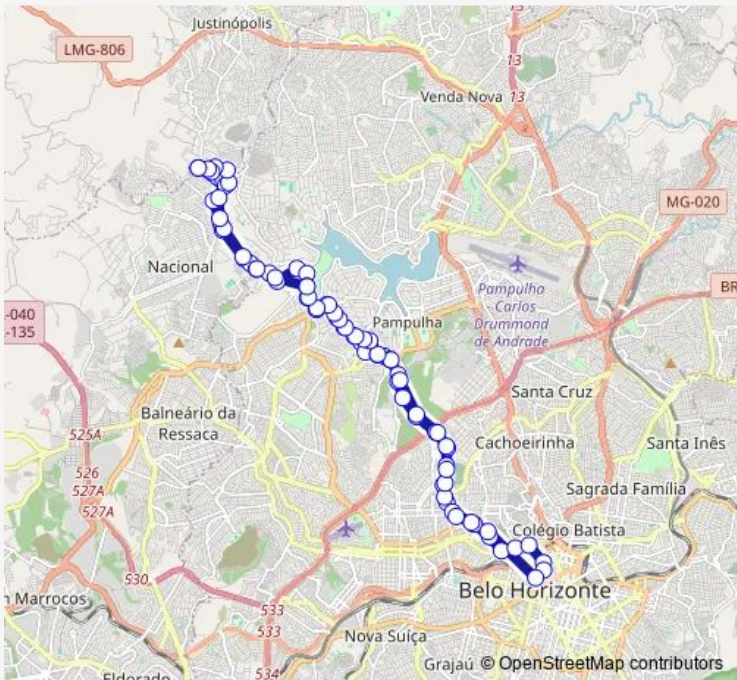 Justinópolis
LMG-806
13
Venda Nova
13
MG-020
Nacional
Pampulha
- Carlos
Drummond
de Andrade
BR
-040
-135
Pampulha
Santa Cruz
Balneário da
Ressaca
525A
Cachoeirinha
Santa Inês
526
527A
527A
Sagrada Família
Colégio Batista
530
Belo Horizonte
n Marrocos
533
533
Nova Suíça
534
Grajaú
Eldorado
© OpenStreetMap contributors